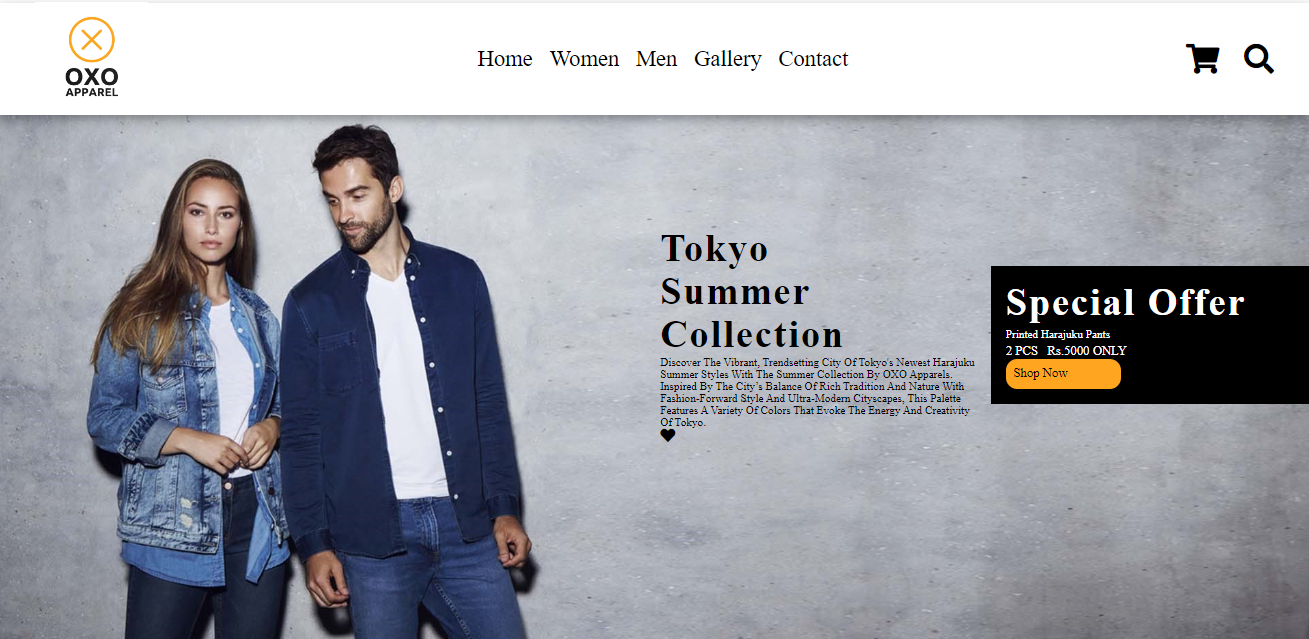 OXO
APPAREL
Home Women Men Gallery Contact
Tokyo
Summer
Collection
Discover The Vibrant, Trendsetting City Of Tokyo's Newest Harajuku
Summer Styles With The Summer Collection By OXO Apparels.
Inspired By The City's Balance Of Rich Tradition And Nature With
Fashion-Forward Style And Ultra-Modern Cityscapes, This Palette
Features A Variety Of Colors That Evoke The Energy And Creativity
Of Tokyo.
Special Offer
Printed Harajuku Pants
2 PCS Rs.5000 ONLY
Shop Now